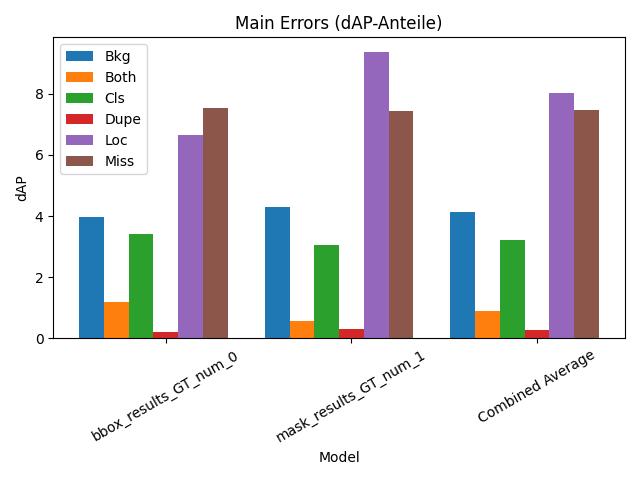 Main Errors (dAP-Anteile)
Bkg
Both
Cls
Dupe
Loc
Miss
dAP
8
6
4
2
0
bbox_results_GT_num_0
mask_results_GT_num_1
Combined Average
Model